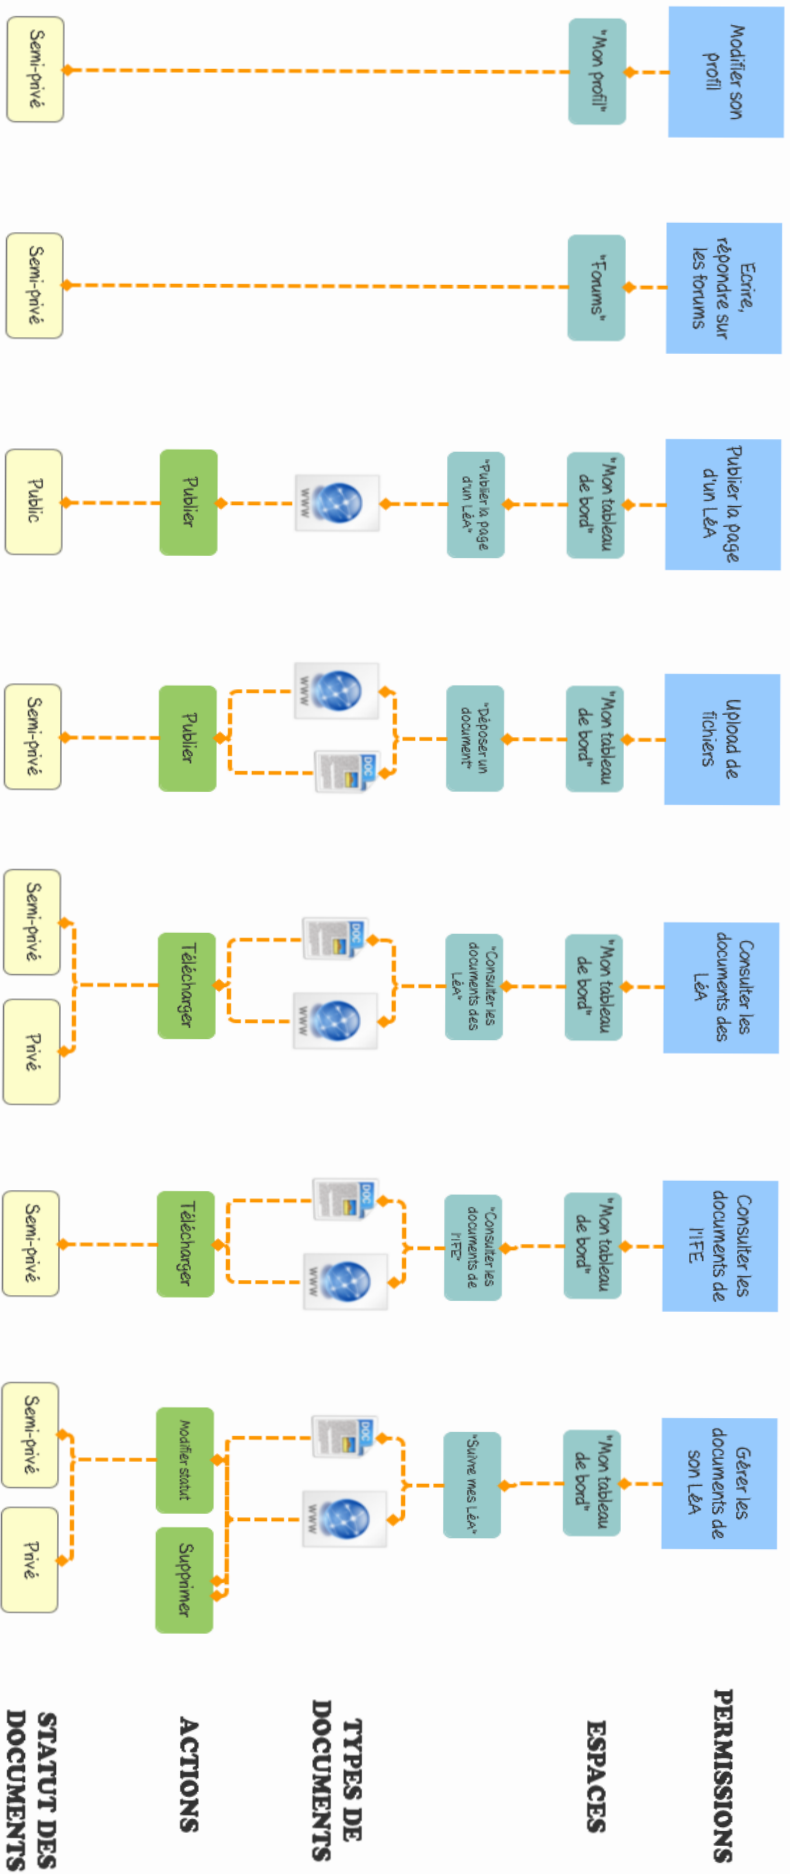 Modifier son
profil
Ecrire,
répondre sur
les forums
Publier la page
d'un LéA
Upload de
fichiers
Consulter les
documents des
LéA
Consulter les
documents de
l'IFE
Gérer les
documents de
son LéA
PERMISSIONS
"Mon profil"
"Forums"
"Mon tableau
de bord"
"Mon tableau
de bord"
"Mon tableau
de bord"
"Mon tableau
de bord"
"Mon tableau
de bord"
ESPACES
"Publier la page
d'un LéA"
"Déposer un
document"
"Consulter les
documents des
LéA"
"Consulter les
documents de
l'IFE"
"Suivre mes LéA"
WWW
WWW
DOC
DOC
WWW
DOC
WWW
DOC
WWW
TYPES DE
DOCUMENTS
Publier
Publier
Télécharger
Télécharger
Modifier statut
Supprimer
ACTIONS
Semi-privé
Semi-privé
Public
Semi-privé
Semi-privé
Privé
Semi-privé
Semi-privé
Privé
STATUT DES
DOCUMENTS